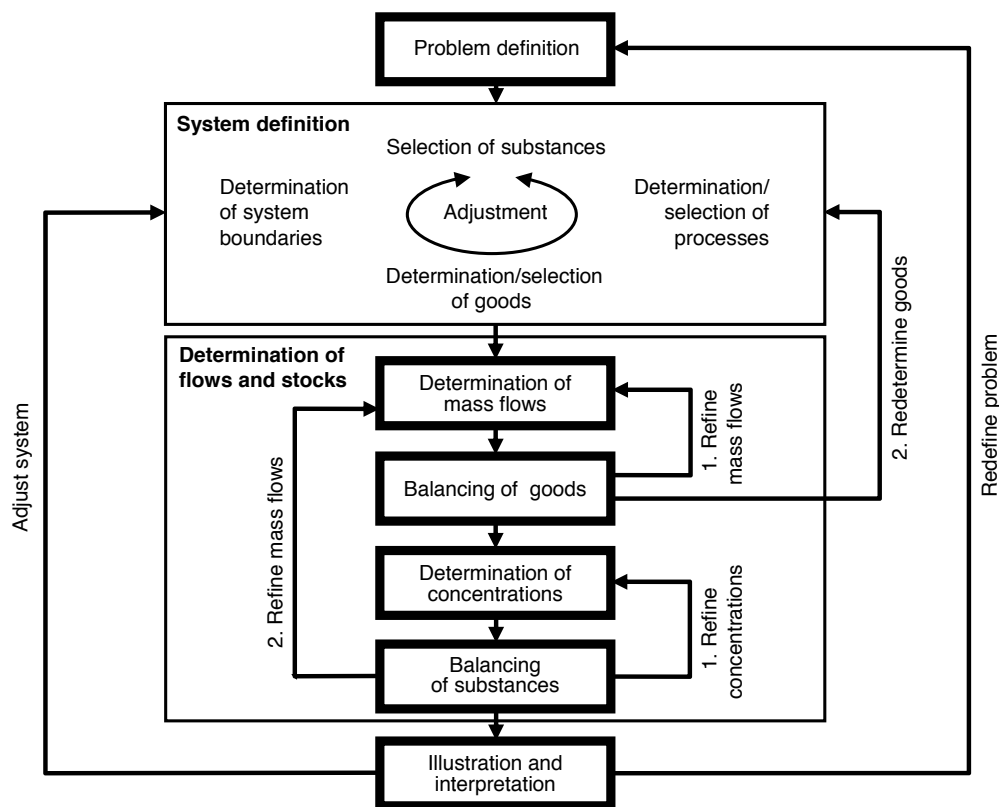 Problem definition
System definition
Selection of substances
Determination
of system
boundaries
Adjustment
Determination/
selection of
processes
Determination/selection
of goods
Determination of
flows and stocks
Determination of
mass flows
1. Refine
mass flows
Balancing of goods
2. Refine mass flows
Determination of
concentrations
1. Refine
concentrations
Balancing
of substances
Illustration and
interpretation
Adjust system
2. Redetermine goods
Redefine problem